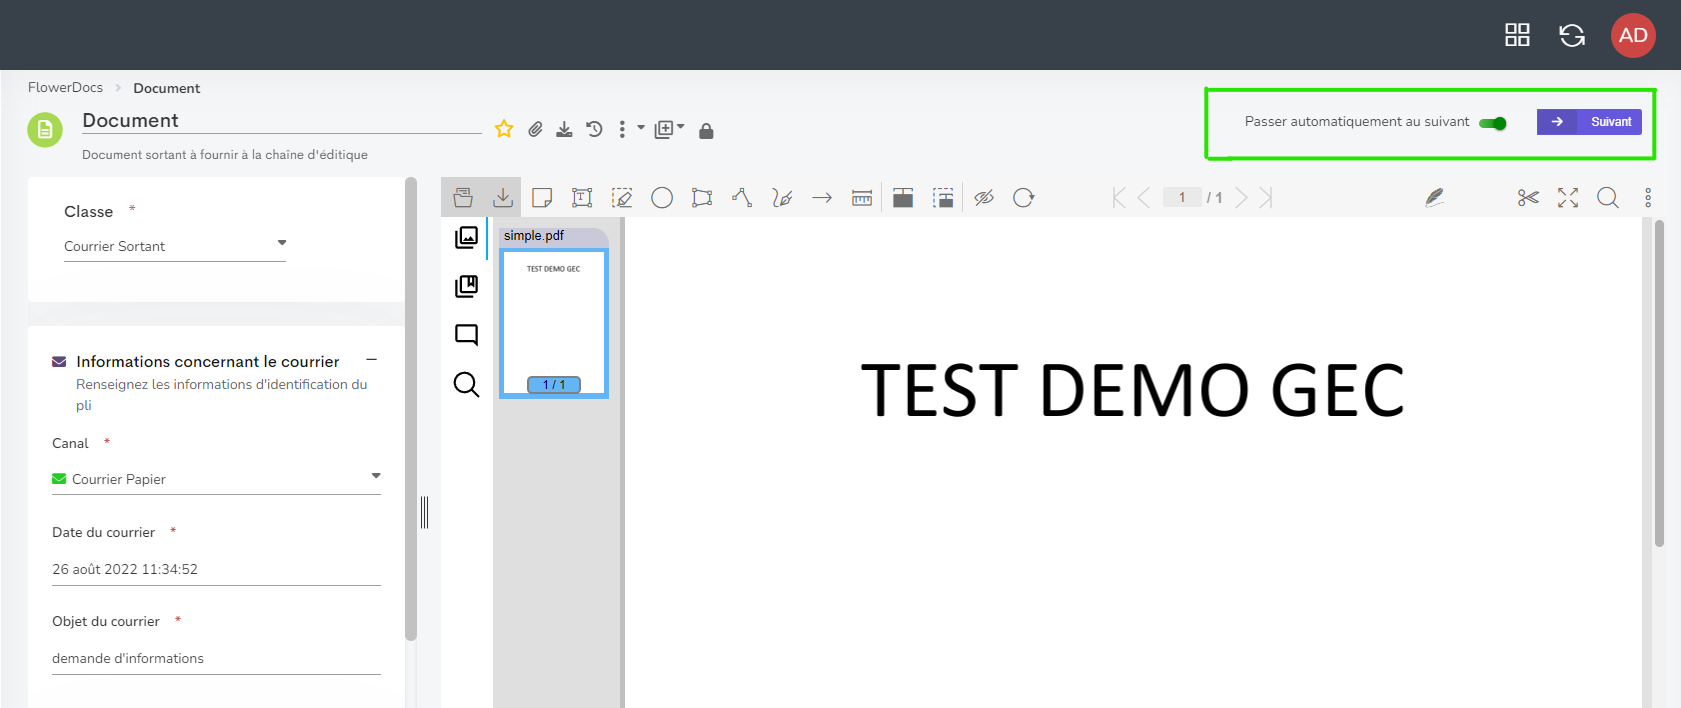 AD
FlowerDocs > Document
Document
Document sortant à fournir à la chaîne d'éditique
Passer automatiquement au suivant
Suivant
Classe *
Courrier Sortant
Informations concernant le courrier
Renseignez les informations d'identification du
pli
Canal *
Courrier Papier
Date du courrier *
26 août 2022 11:34:52
Objet du courrier *
demande d'informations
T
1 / 1
simple.pdf
TEST DEMO GEC
1 / 1
TEST DEMO GEC